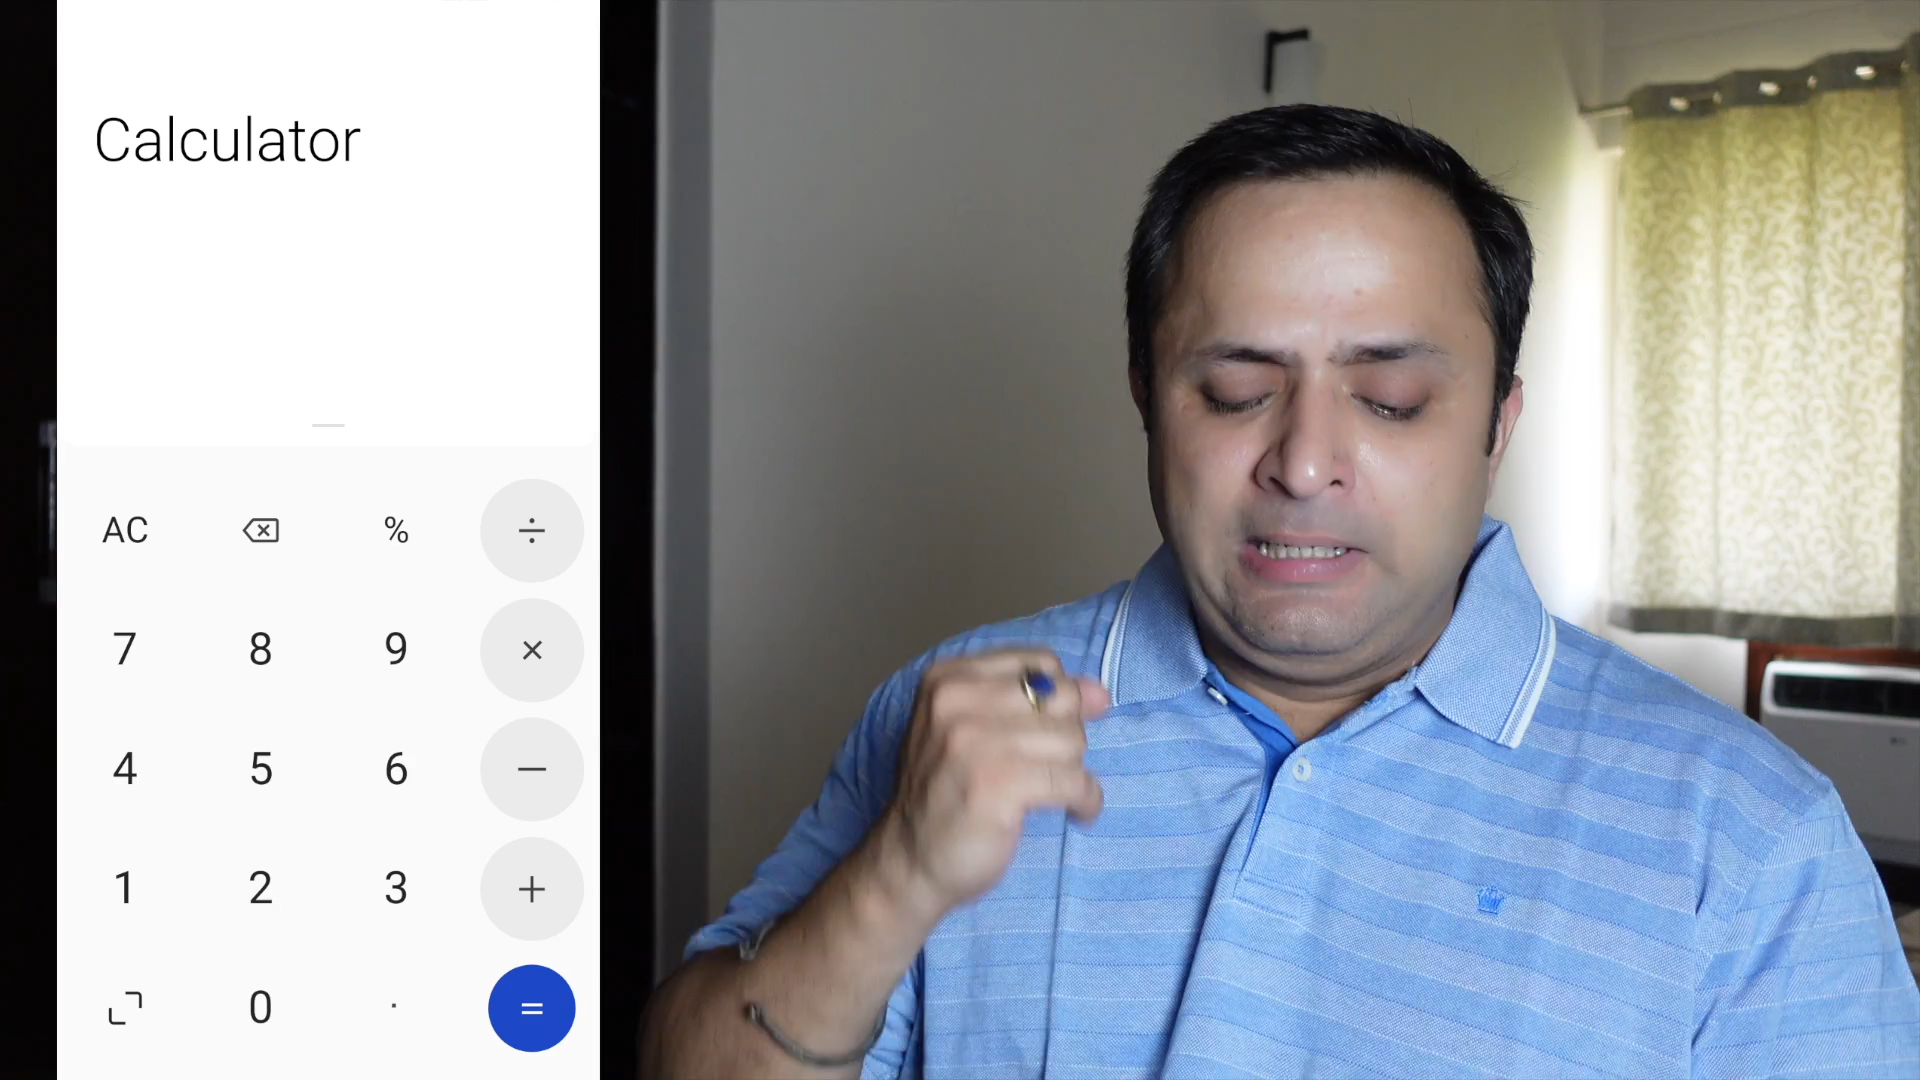 Calculator
AC % ÷
7 8 9 ×
4 5 6 −
1 2 3 +
0 . =